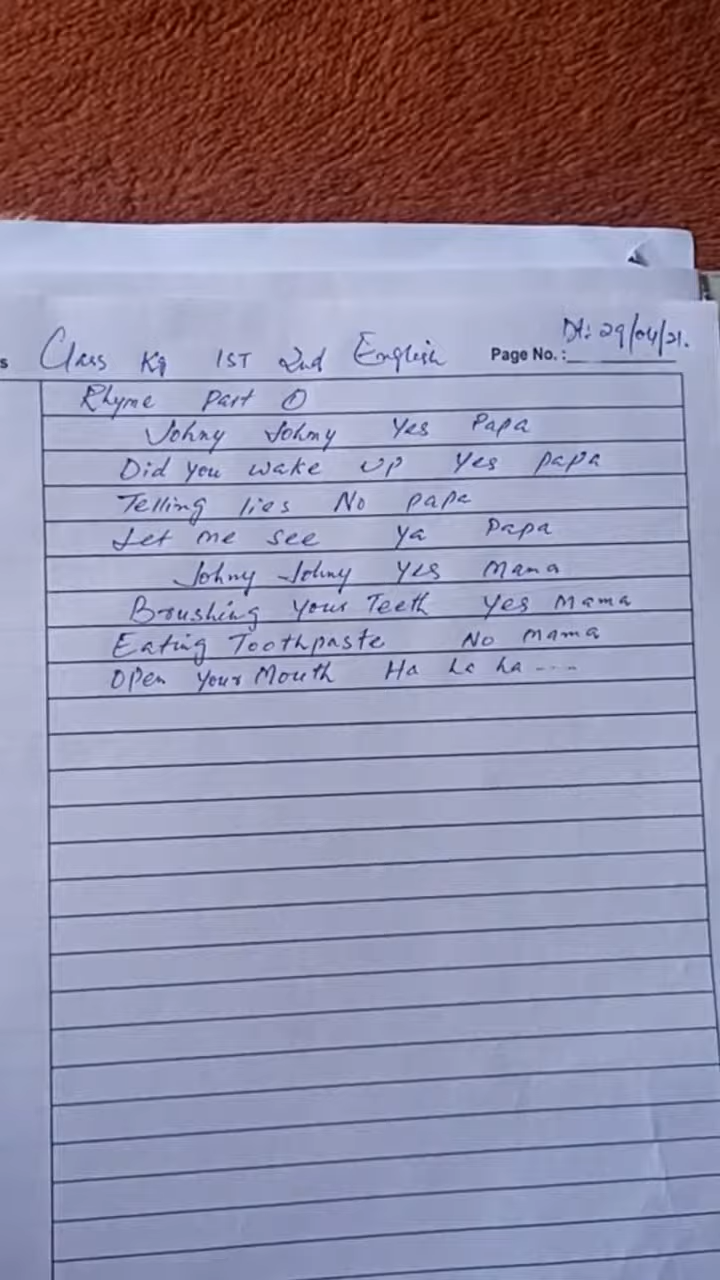 Dt: 29/04/21.
s Class Kg 1ST 2nd English Page No.:
Rhyme Part ①
Johny Johny Yes Papa
Did you wake up Yes papa
Telling lies No papa
Let me see Ya Papa
Johny Johny Yes Mama
Brushing your Teeth Yes Mama
Eating Toothpaste No mama
Open your Mouth Ha ha ha ....